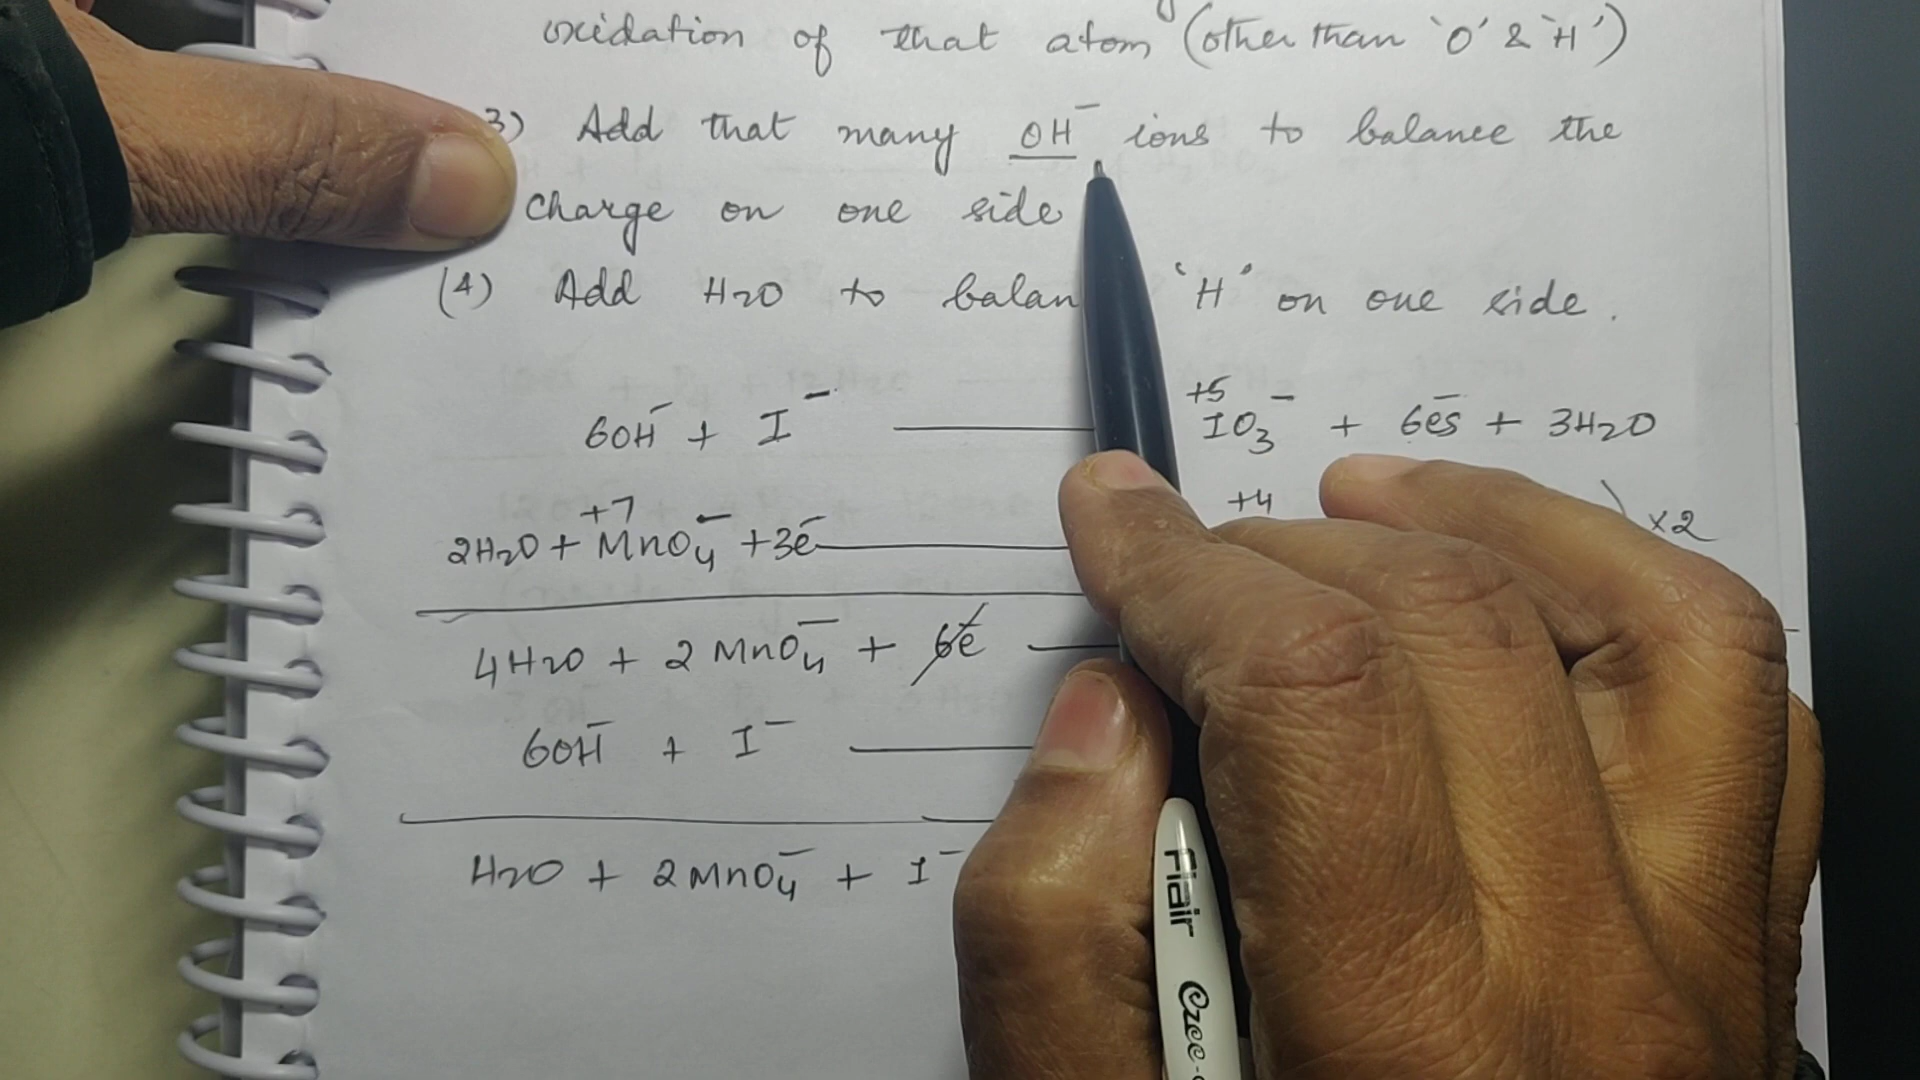 oxidation of that atom (other than 'O' & 'H')
3) Add that many OH⁻ ions to balance the
charge on one side
(4) Add H2O to balan 'H' on one side.
6OH⁻ + I⁻ ——— +5 IO3⁻ + 6e⁻s + 3H2O
2H2O + +7 MnO4⁻ + 3e⁻ ——— +4 ) x2
4H2O + 2MnO4⁻ + 6e⁻ ———
6OH⁻ + I⁻ ———
H2O + 2MnO4⁻ + I⁻
Flair Ezee-